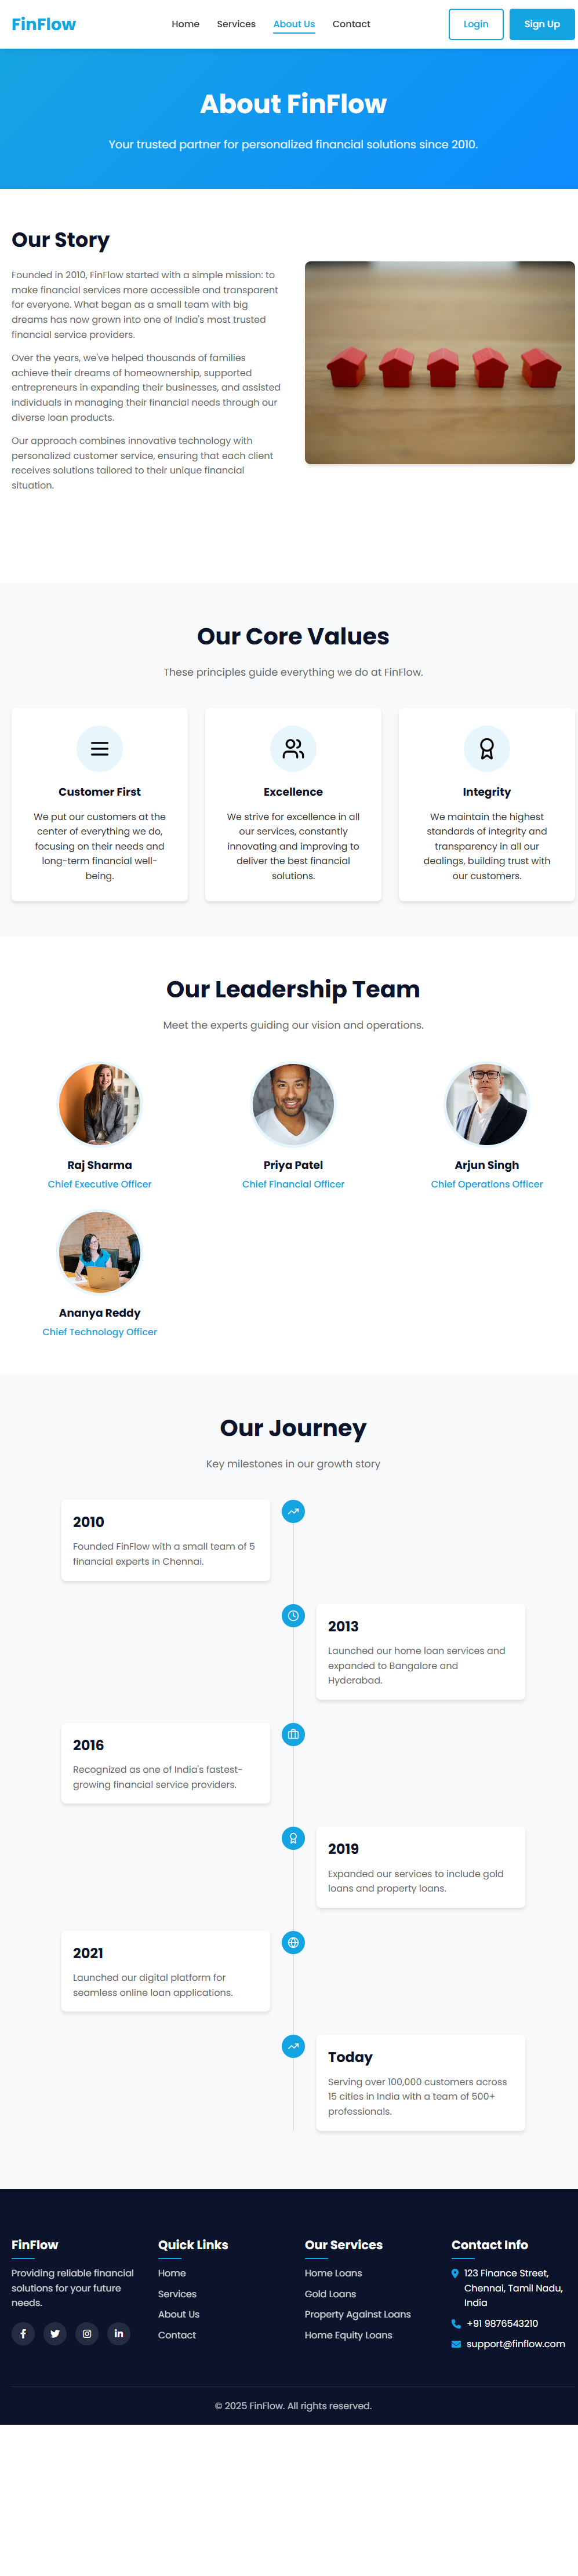 FinFlow
Home
Services
About Us
Contact
Login
Sign Up
About FinFlow
Your trusted partner for personalized financial solutions since 2010.
Our Story
Founded in 2010, FinFlow started with a simple mission: to
make financial services more accessible and transparent
for everyone. What began as a small team with big
dreams has now grown into one of India's most trusted
financial service providers.
Over the years, we've helped thousands of families
achieve their dreams of homeownership, supported
entrepreneurs in expanding their businesses, and assisted
individuals in managing their financial needs through our
diverse loan products.
Our approach combines innovative technology with
personalized customer service, ensuring that each client
receives solutions tailored to their unique financial
situation.
Our Core Values
These principles guide everything we do at FinFlow.
Customer First
We put our customers at the
center of everything we do,
focusing on their needs and
long-term financial well-
being.
Excellence
We strive for excellence in all
our services, constantly
innovating and improving to
deliver the best financial
solutions.
Integrity
We maintain the highest
standards of integrity and
transparency in all our
dealings, building trust with
our customers.
Our Leadership Team
Meet the experts guiding our vision and operations.
Raj Sharma
Chief Executive Officer
Priya Patel
Chief Financial Officer
Arjun Singh
Chief Operations Officer
Ananya Reddy
Chief Technology Officer
Our Journey
Key milestones in our growth story
2010
Founded FinFlow with a small team of 5
financial experts in Chennai.
2013
Launched our home loan services and
expanded to Bangalore and
Hyderabad.
2016
Recognized as one of India's fastest-
growing financial service providers.
2019
Expanded our services to include gold
loans and property loans.
2021
Launched our digital platform for
seamless online loan applications.
Today
Serving over 100,000 customers across
15 cities in India with a team of 500+
professionals.
FinFlow
Providing reliable financial
solutions for your future
needs.
Quick Links
Home
Services
About Us
Contact
Our Services
Home Loans
Gold Loans
Property Against Loans
Home Equity Loans
Contact Info
123 Finance Street,
Chennai, Tamil Nadu,
India
+91 9876543210
support@finflow.com
© 2025 FinFlow. All rights reserved.